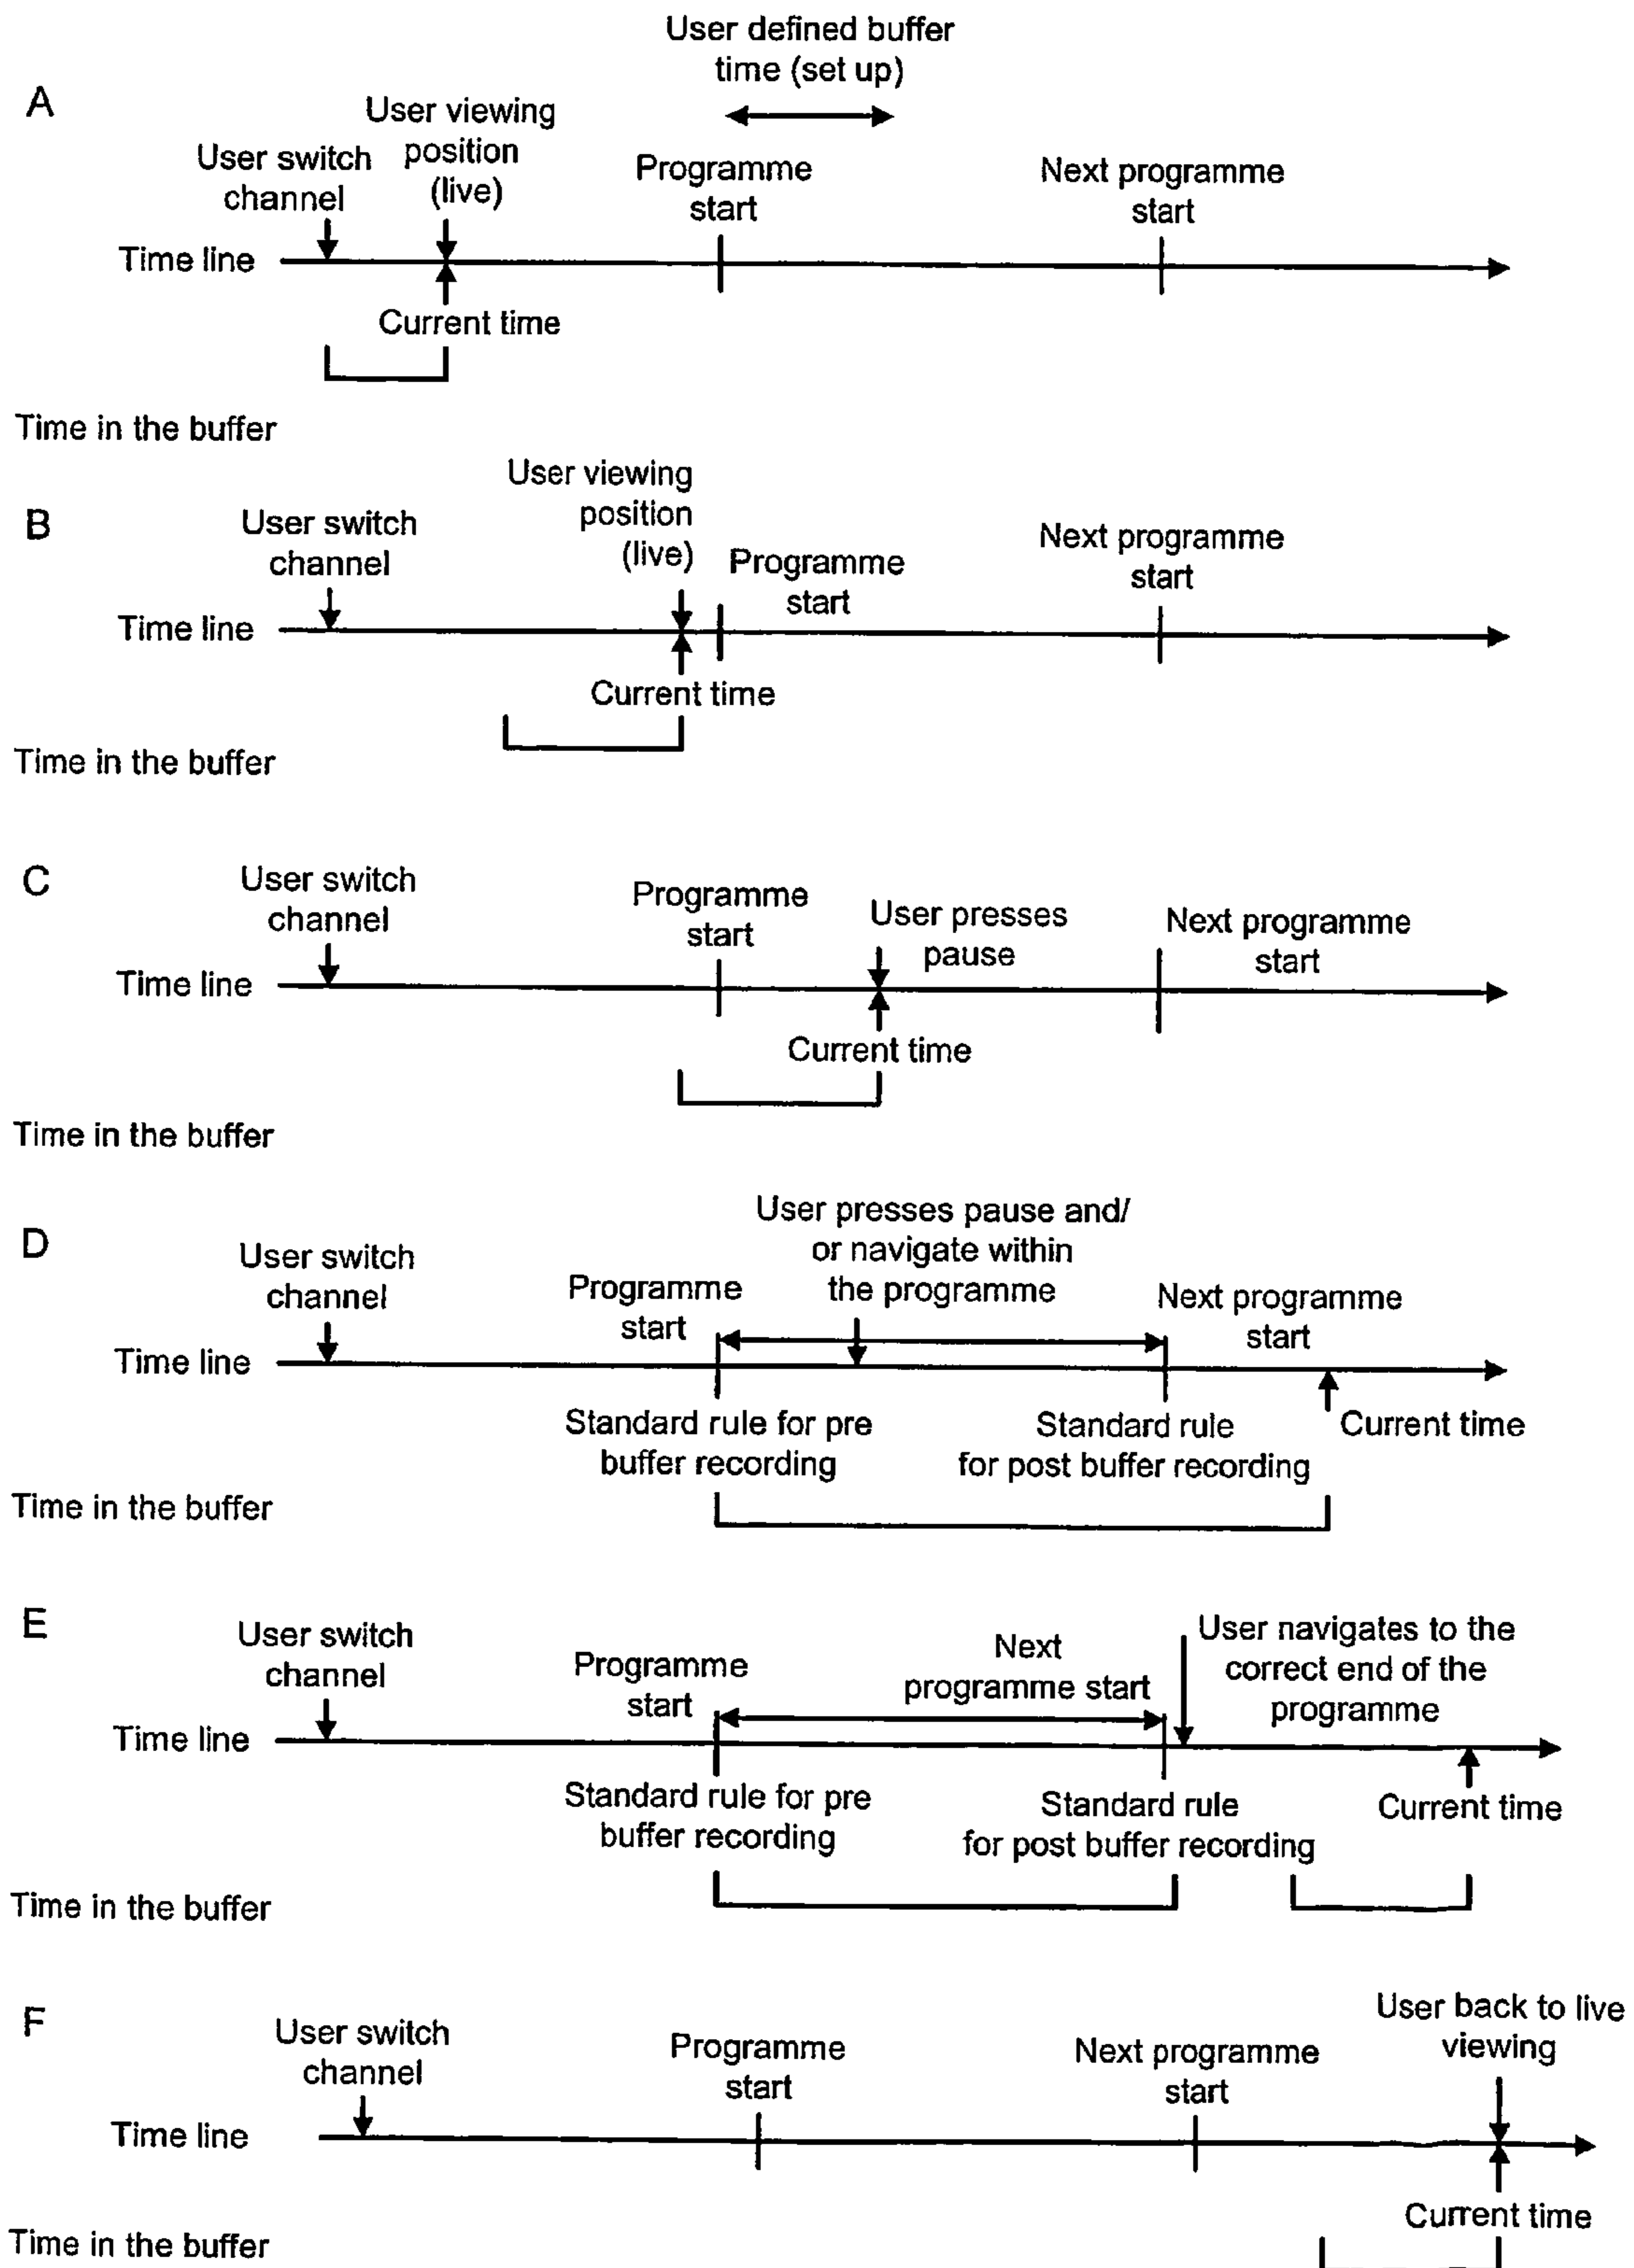 User defined buffer
time (set up)
A
User viewing
position
(live)
User switch
channel
Programme
start
Next programme
start
Time line
Current time
Time in the buffer
B
User viewing
position
(live)
User switch
channel
Programme
start
Next programme
start
Time line
Current time
Time in the buffer
C
User switch
channel
Programme
start
User presses
pause
Next programme
start
Time line
Current time
Time in the buffer
D
User switch
channel
Programme
start
User presses pause and/
or navigate within
the programme
Next programme
start
Time line
Standard rule for pre
buffer recording
Standard rule
for post buffer recording
Current time
Time in the buffer
E
User switch
channel
Programme
start
Next
programme start
User navigates to the
correct end of the
programme
Time line
Standard rule for pre
buffer recording
Standard rule
for post buffer recording
Current time
Time in the buffer
F
User switch
channel
Programme
start
Next programme
start
User back to live
viewing
Time line
Current time
Time in the buffer